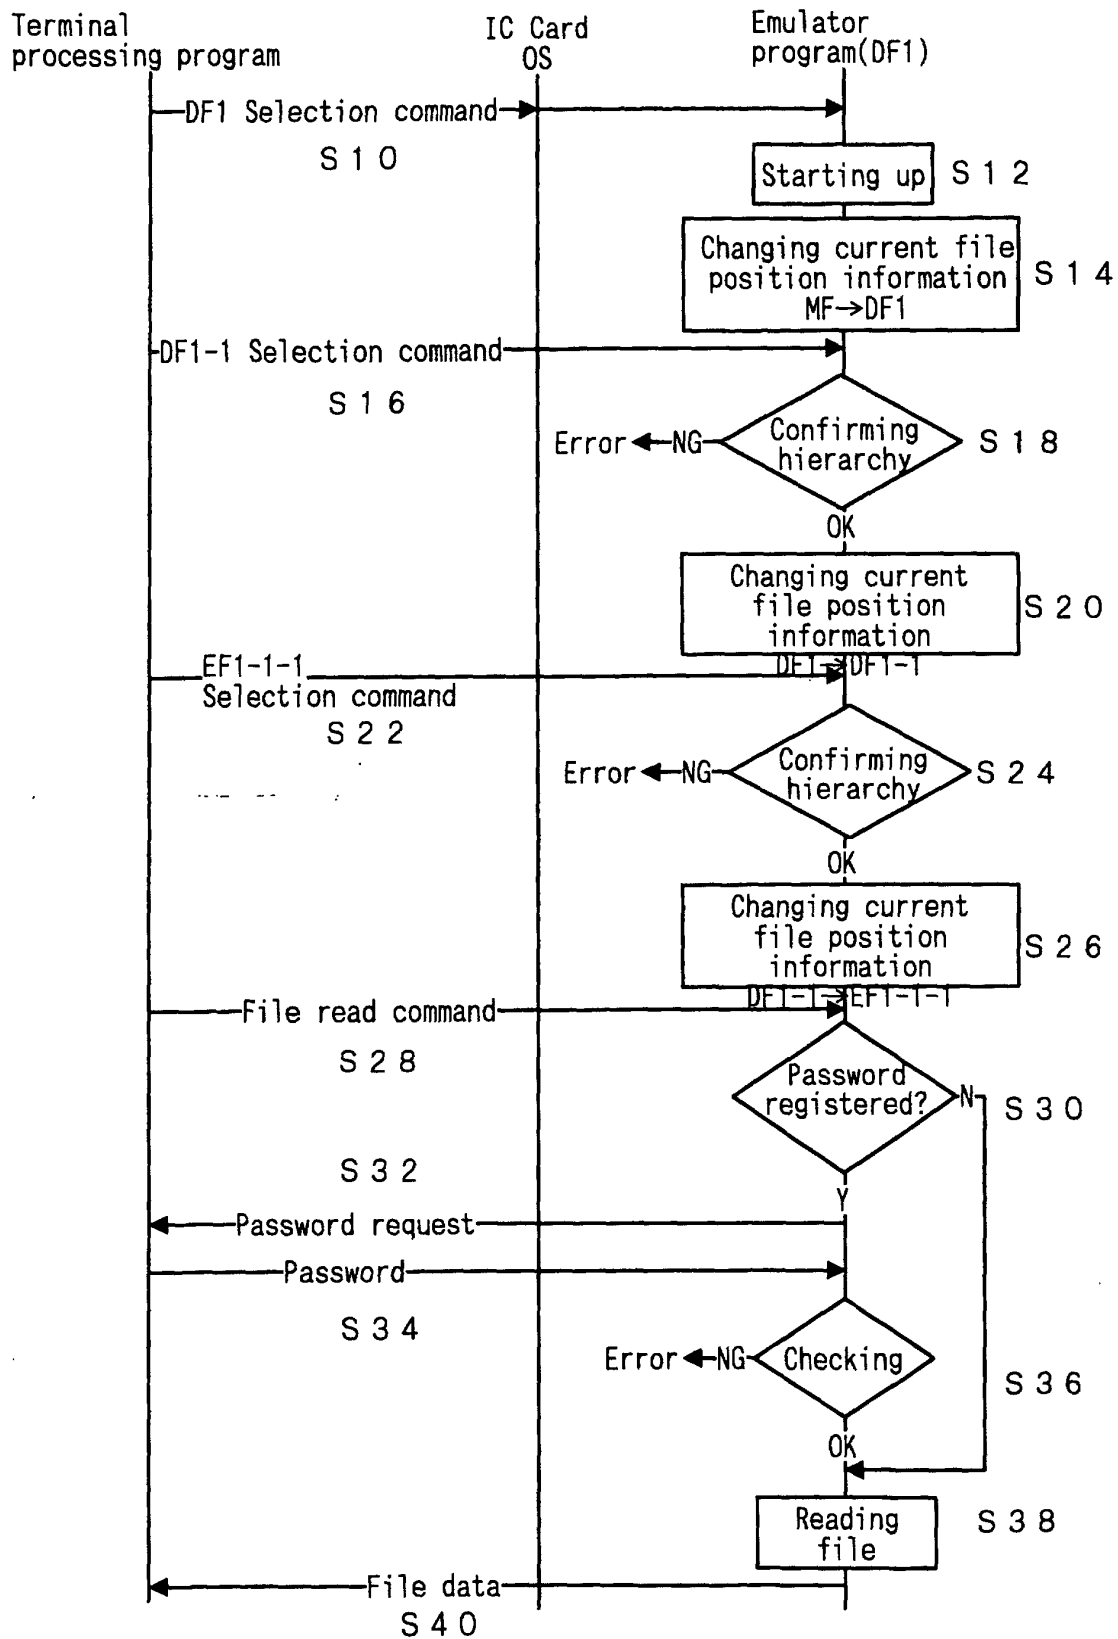 Terminal
processing program
IC Card
OS
Emulator
program(DF1)
DF1 Selection command
S10
Starting up
S12
Changing current file
position information
MF→DF1
S14
DF1-1 Selection command
S16
Confirming
hierarchy
S18
Error
NG
OK
Changing current
file position
information
DF1→DF1-1
S20
EF1-1-1
Selection command
S22
Confirming
hierarchy
S24
Error
NG
OK
Changing current
file position
information
DF1-1→EF1-1-1
S26
File read command
S28
Password
registered?
N
S30
S32
Y
Password request
Password
S34
Error
NG
Checking
S36
OK
Reading
file
S38
File data
S40